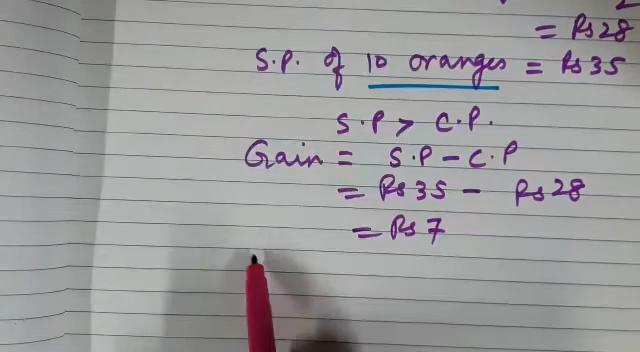 = Rs 28
S.P. of 10 oranges = Rs 35
S.P > C.P.
Gain = S.P - C.P
= Rs 35 - Rs 28
= Rs 7